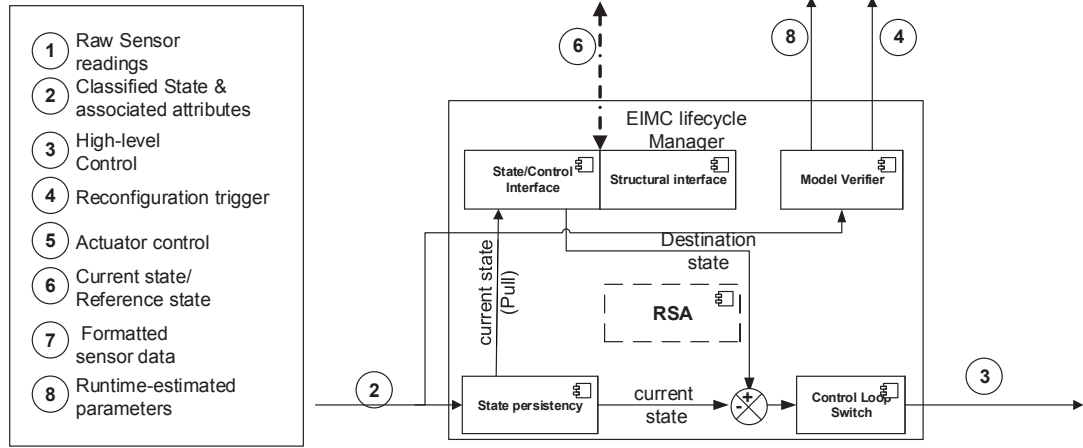 1
Raw Sensor
readings
2
Classified State &
associated attributes
3
High-level
Control
4
Reconfiguration trigger
5
Actuator control
6
Current state/
Reference state
7
Formatted
sensor data
8
Runtime-estimated
parameters
6
8
4
EIMC lifecycle
Manager
State/Control
Interface
Structural interface
Model Verifier
current state
(Pull)
Destination
state
RSA
2
State persistency
current
state
+
-
Control Loop
Switch
3